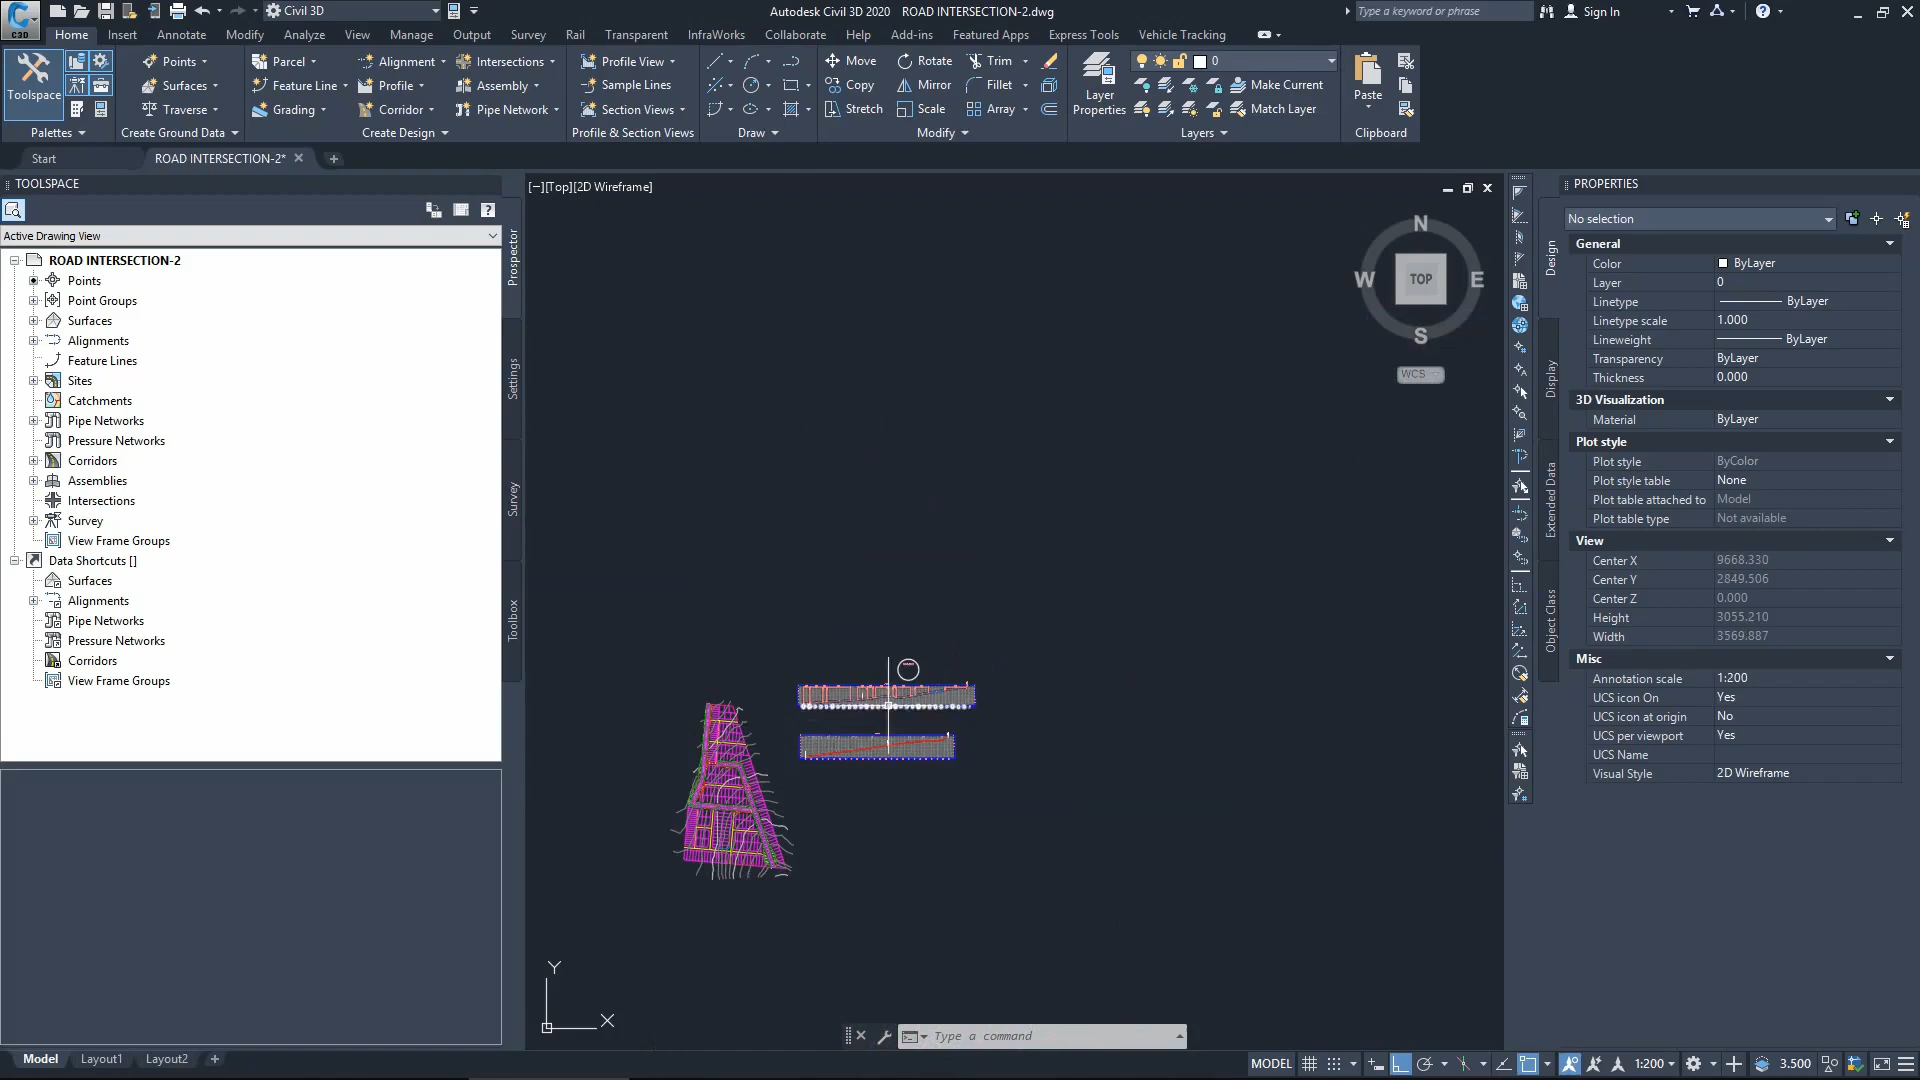 Civil 3D
Autodesk Civil 3D 2020 ROAD INTERSECTION-2.dwg
Type a keyword or phrase
Sign In
C3D
Home Insert Annotate Modify Analyze View Manage Output Survey Rail Transparent InfraWorks Collaborate Help Add-ins Featured Apps Express Tools Vehicle Tracking
Toolspace
Palettes
Points
Surfaces
Traverse
Create Ground Data
Parcel
Feature Line
Grading
Alignment
Profile
Corridor
Intersections
Assembly
Pipe Network
Create Design
Profile View
Sample Lines
Section Views
Profile & Section Views
Draw
Move
Copy
Stretch
Rotate
Mirror
Scale
Trim
Fillet
Array
Modify
Layer
Properties
0
Make Current
Match Layer
Layers
Paste
Clipboard
Start
ROAD INTERSECTION-2*
TOOLSPACE
Active Drawing View
ROAD INTERSECTION-2
Points
Point Groups
Surfaces
Alignments
Feature Lines
Sites
Catchments
Pipe Networks
Pressure Networks
Corridors
Assemblies
Intersections
Survey
View Frame Groups
Data Shortcuts []
Surfaces
Alignments
Pipe Networks
Pressure Networks
Corridors
View Frame Groups
Prospector
Settings
Survey
Toolbox
[−][Top][2D Wireframe]
N
W TOP E
S
WCS
Y
X
Type a command
PROPERTIES
No selection
Design
Display
Extended Data
Object Class
General
Color ByLayer
Layer 0
Linetype ByLayer
Linetype scale 1.000
Lineweight ByLayer
Transparency ByLayer
Thickness 0.000
3D Visualization
Material ByLayer
Plot style
Plot style ByColor
Plot style table None
Plot table attached to Model
Plot table type Not available
View
Center X 9668.330
Center Y 2849.506
Center Z 0.000
Height 3055.210
Width 3569.887
Misc
Annotation scale 1:200
UCS icon On Yes
UCS icon at origin No
UCS per viewport Yes
UCS Name
Visual Style 2D Wireframe
Model Layout1 Layout2
MODEL 1:200 3.500